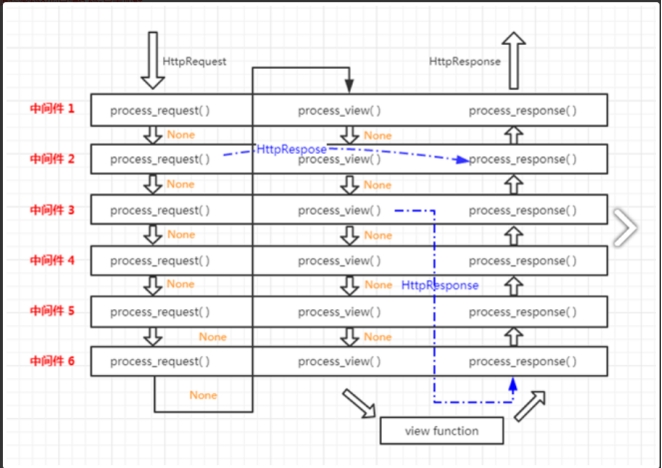 HttpRequest
HttpResponse
中间件 1 process_request( ) process_view( ) process_response( )
None None
中间件 2 process_request( ) HttpRespose process_view( ) process_response( )
None None
中间件 3 process_request( ) process_view( ) process_response( )
None None
中间件 4 process_request( ) process_view( ) process_response( )
None None HttpResponse
中间件 5 process_request( ) process_view( ) process_response( )
None None
中间件 6 process_request( ) process_view( ) process_response( )
None
view function